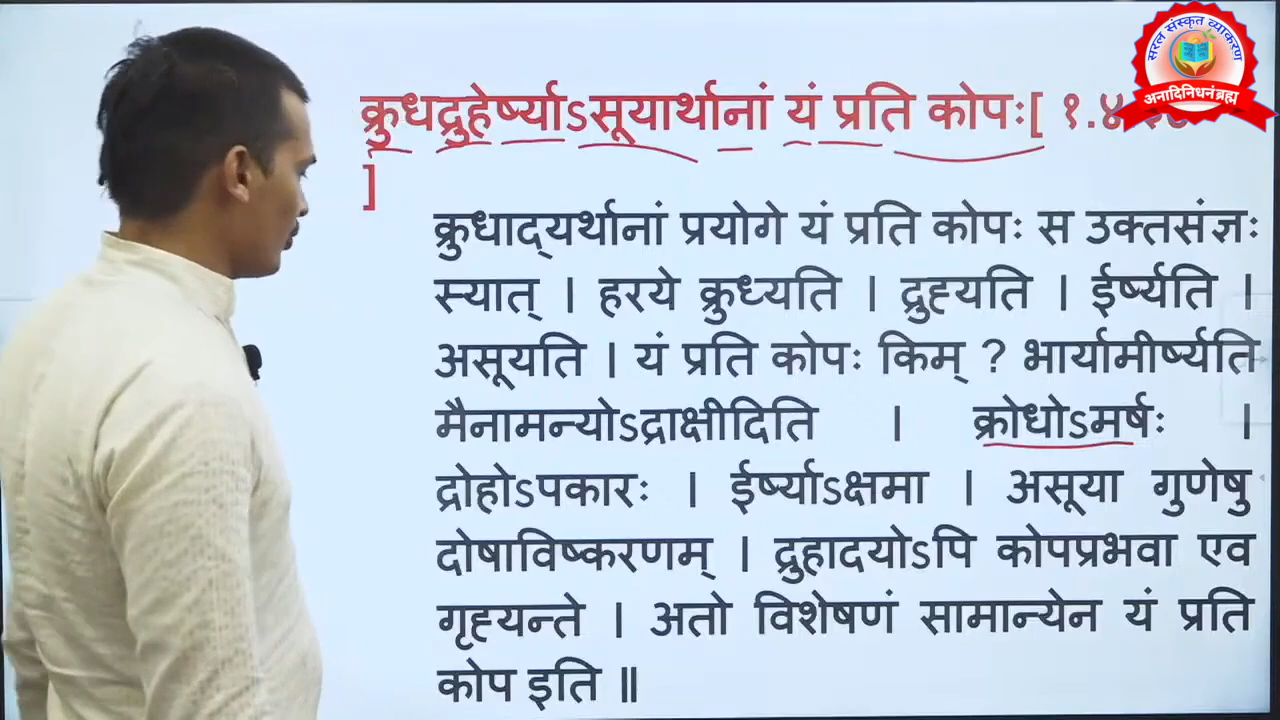 सरल संस्कृत व्याकरण
अनादिनिधनं ब्रह्म
क्रुधद्रुहेर्ष्याऽसूयार्थानां यं प्रति कोपः[ १.४
]
क्रुधाद्यर्थानां प्रयोगे यं प्रति कोपः स उक्तसंज्ञः
स्यात् । हरये क्रुध्यति । द्रुह्यति । ईर्ष्यति ।
असूयति । यं प्रति कोपः किम् ? भार्यामीर्ष्यति
मैनामन्योऽद्राक्षीदिति । क्रोधोऽमर्षः ।
द्रोहोऽपकारः । ईर्ष्याऽक्षमा । असूया गुणेषु
दोषाविष्करणम् । द्रुहादयोऽपि कोपप्रभवा एव
गृह्यन्ते । अतो विशेषणं सामान्येन यं प्रति
कोप इति ॥